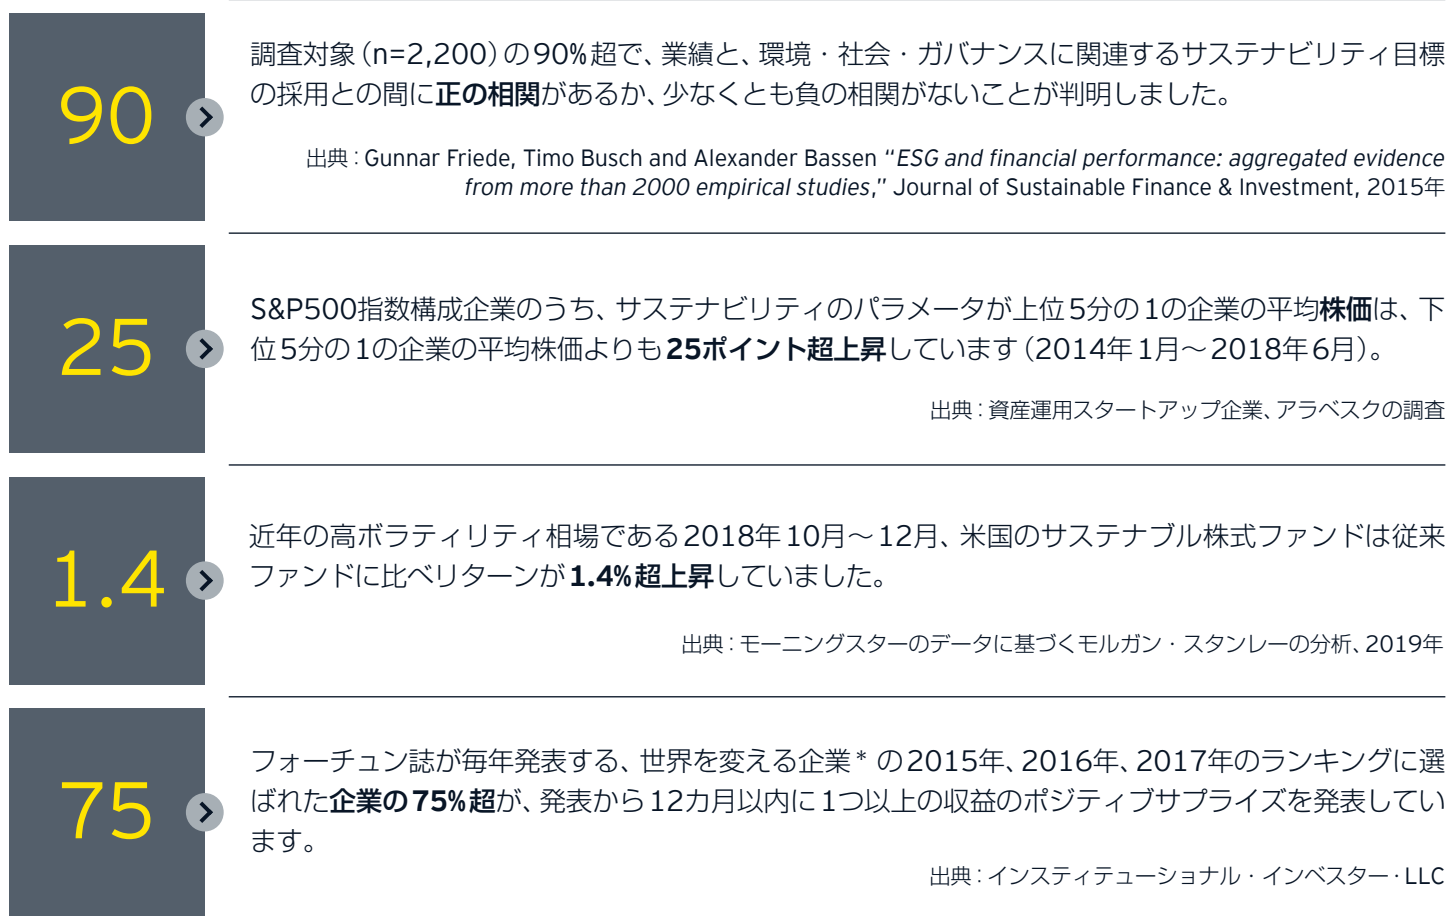 90
調査対象（n=2,200）の90%超で、業績と、環境・社会・ガバナンスに関連するサステナビリティ目標
の採用との間に正の相関があるか、少なくとも負の相関がないことが判明しました。
出典：Gunnar Friede, Timo Busch and Alexander Bassen “ESG and financial performance: aggregated evidence
from more than 2000 empirical studies,” Journal of Sustainable Finance & Investment, 2015年
25
S&P500指数構成企業のうち、サステナビリティのパラメータが上位5分の1の企業の平均株価は、下
位5分の1の企業の平均株価よりも25ポイント超上昇しています（2014年1月～2018年6月）。
出典：資産運用スタートアップ企業、アラベスクの調査
1.4
近年の高ボラティリティ相場である2018年10月～12月、米国のサステナブル株式ファンドは従来
ファンドに比べリターンが1.4%超上昇していました。
出典：モーニングスターのデータに基づくモルガン・スタンレーの分析、2019年
75
フォーチュン誌が毎年発表する、世界を変える企業* の2015年、2016年、2017年のランキングに選
ばれた企業の75%超が、発表から12カ月以内に1つ以上の収益のポジティブサプライズを発表してい
ます。
出典：インスティテューショナル・インベスター・LLC